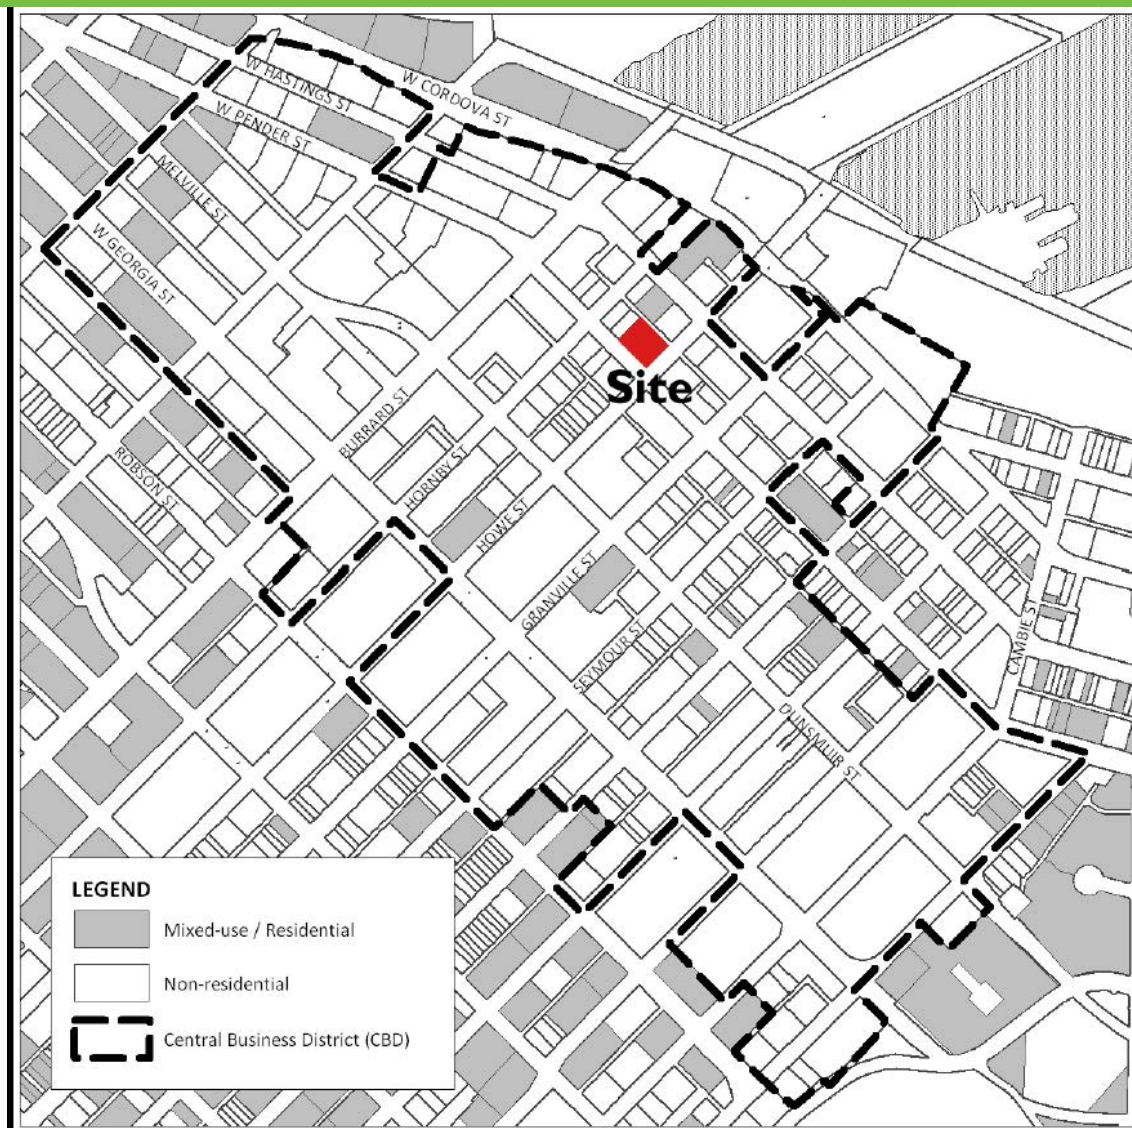 W CORDOVA ST
W HASTINGS ST
W PENDER ST
MELVILLE ST
W GEORGIA ST
Site
BURRARD ST
ROBSON ST
HORNBY ST
HOWE ST
GRANVILLE ST
SEYMOUR ST
CAMBIE ST
DUNSMUIR ST
LEGEND
Mixed-use / Residential
Non-residential
Central Business District (CBD)